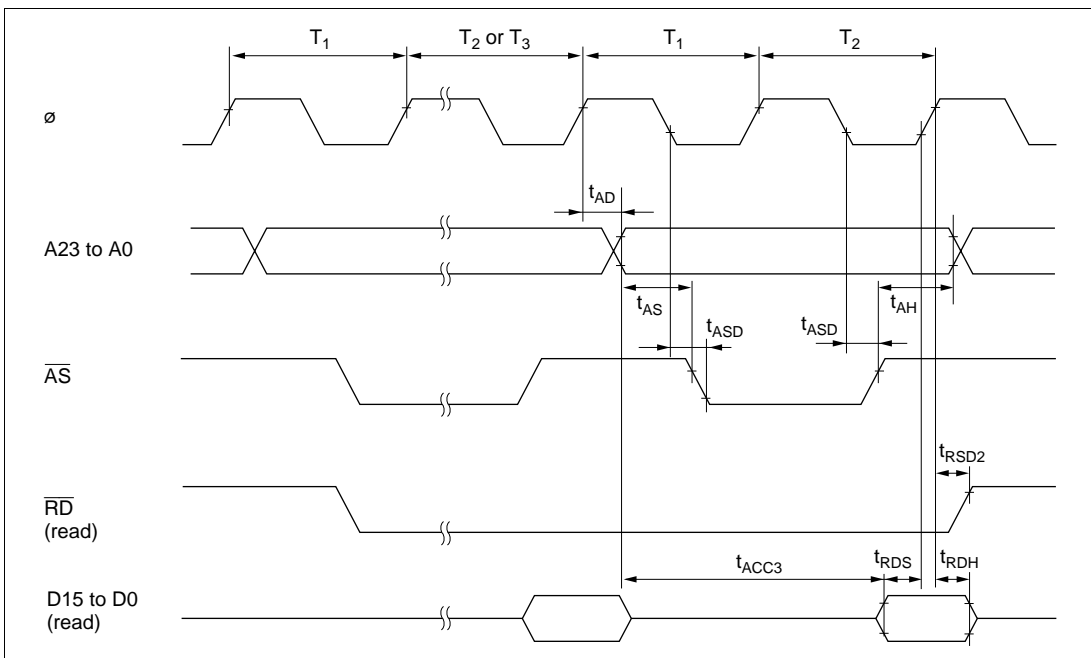 T1 T2 or T3 T1 T2
ø
tAD
A23 to A0
tAS tAH
tASD tASD
AS
tRSD2
RD
(read)
tACC3 tRDS tRDH
D15 to D0
(read)